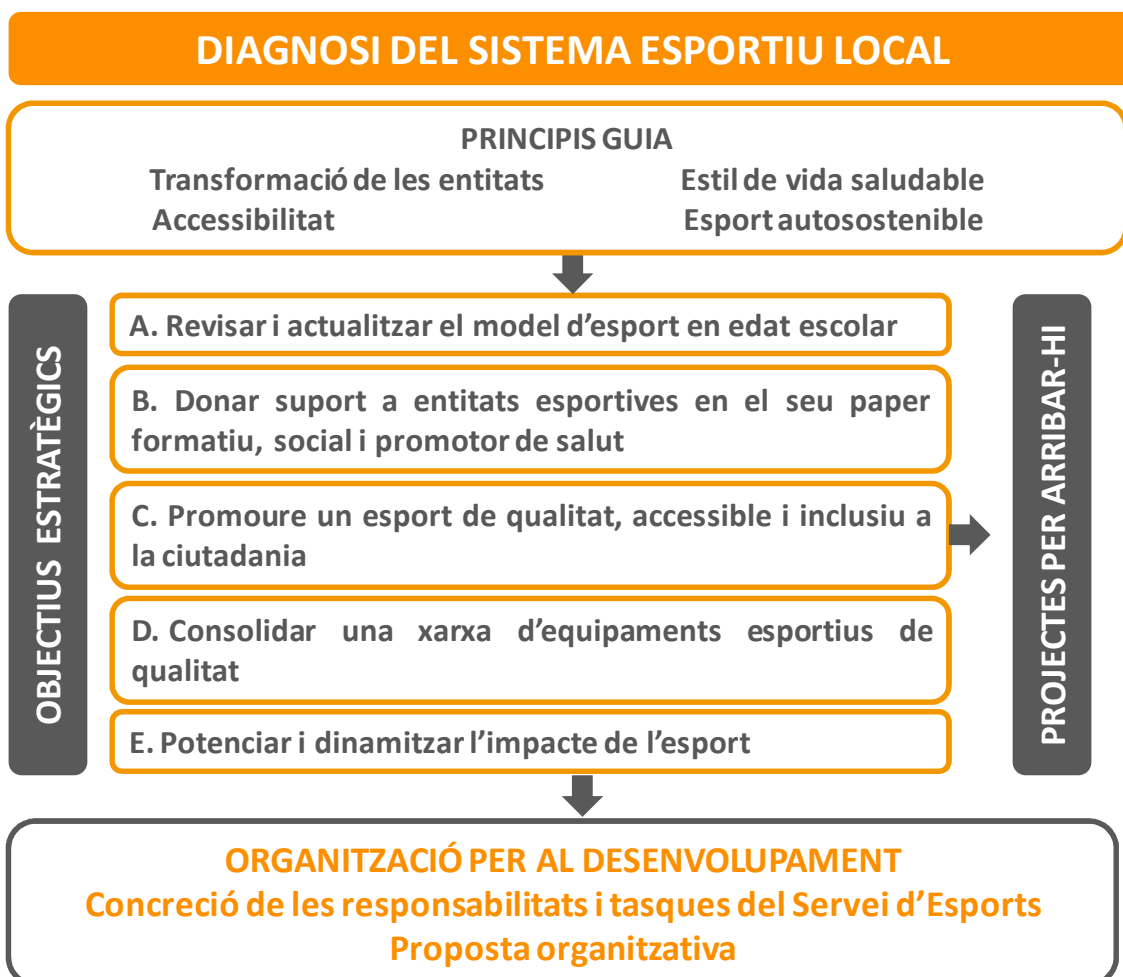 DIAGNOSI DEL SISTEMA ESPORTIU LOCAL
PRINCIPIS GUIA
Transformació de les entitats
Estil de vida saludable
Accessibilitat
Esport autosostenible
OBJECTIUS ESTRATÈGICS
A. Revisar i actualitzar el model d'esport en edat escolar
B. Donar suport a entitats esportives en el seu paper
formatiu, social i promotor de salut
C. Promoure un esport de qualitat, accessible i inclusiu a
la ciutadania
D. Consolidar una xarxa d'equipaments esportius de
qualitat
E. Potenciar i dinamitzar l'impacte de l'esport
PROJECTES PER ARRIBAR-HI
ORGANITZACIÓ PER AL DESENVOLUPAMENT
Concreció de les responsabilitats i tasques del Servei d'Esports
Proposta organitzativa